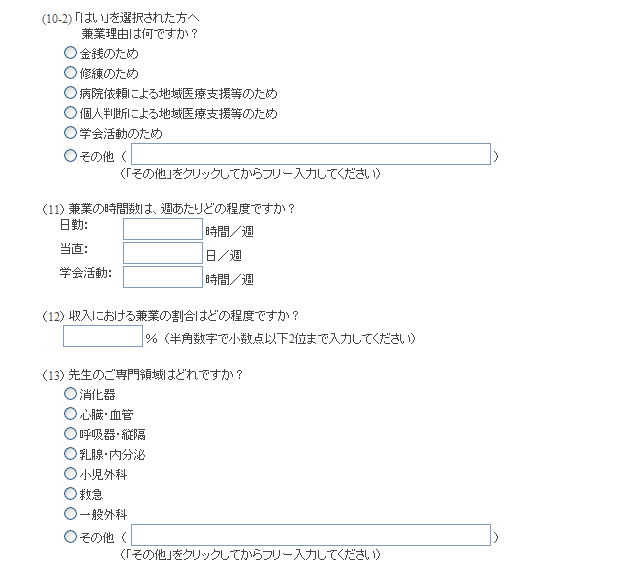 (10-2)「はい」を選択された方へ
兼業理由は何ですか？
金銭のため
修練のため
病院依頼による地域医療支援等のため
個人判断による地域医療支援等のため
学会活動のため
その他（ ）
（「その他」をクリックしてからフリー入力してください）
（11）兼業の時間数は、週あたりどの程度ですか？
日勤: 時間／週
当直: 日／週
学会活動: 時間／週
（12）収入における兼業の割合はどの程度ですか？
％（半角数字で小数点以下2位まで入力してください）
（13）先生のご専門領域はどれですか？
消化器
心臓・血管
呼吸器・縦隔
乳腺・内分泌
小児外科
救急
一般外科
その他（ ）
（「その他」をクリックしてからフリー入力してください）